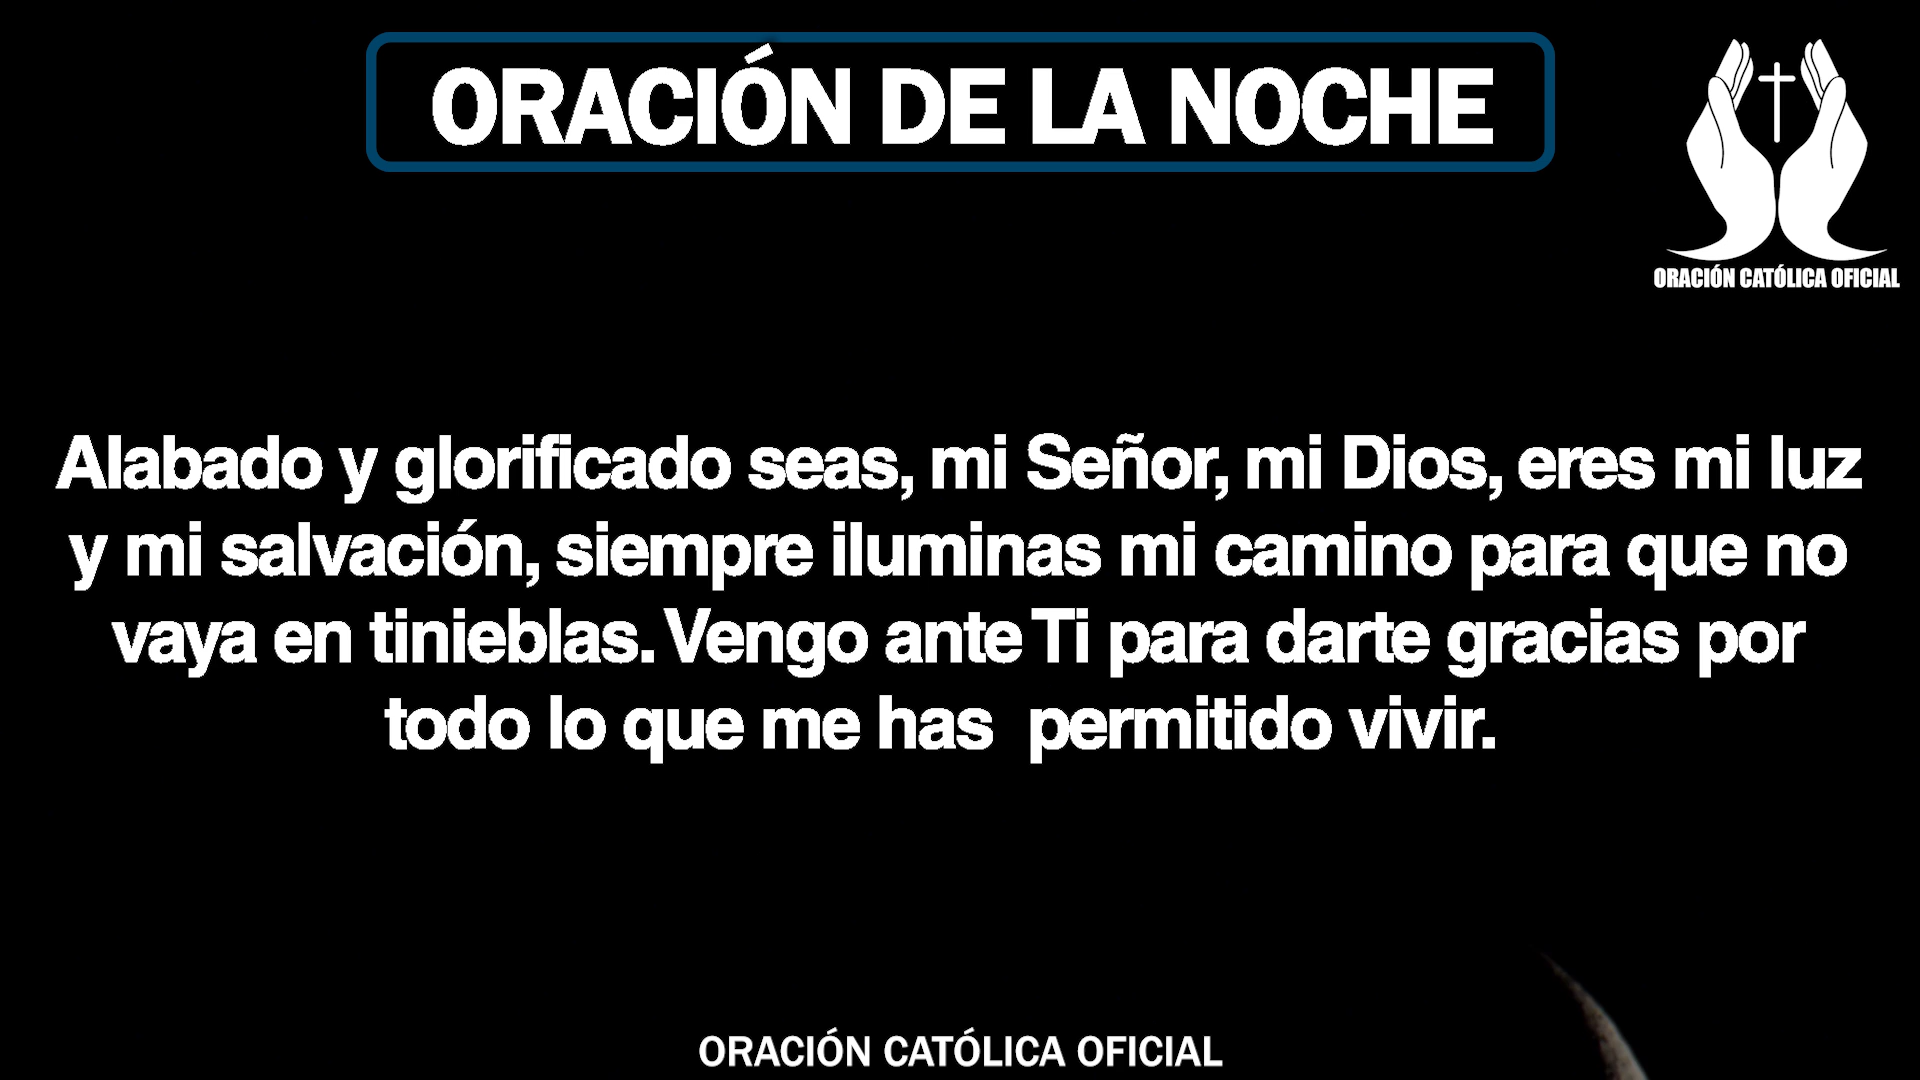 ORACIÓN DE LA NOCHE
ORACIÓN CATÓLICA OFICIAL
Alabado y glorificado seas, mi Señor, mi Dios, eres mi luz
y mi salvación, siempre iluminas mi camino para que no
vaya en tinieblas. Vengo ante Ti para darte gracias por
todo lo que me has  permitido vivir.
ORACIÓN CATÓLICA OFICIAL